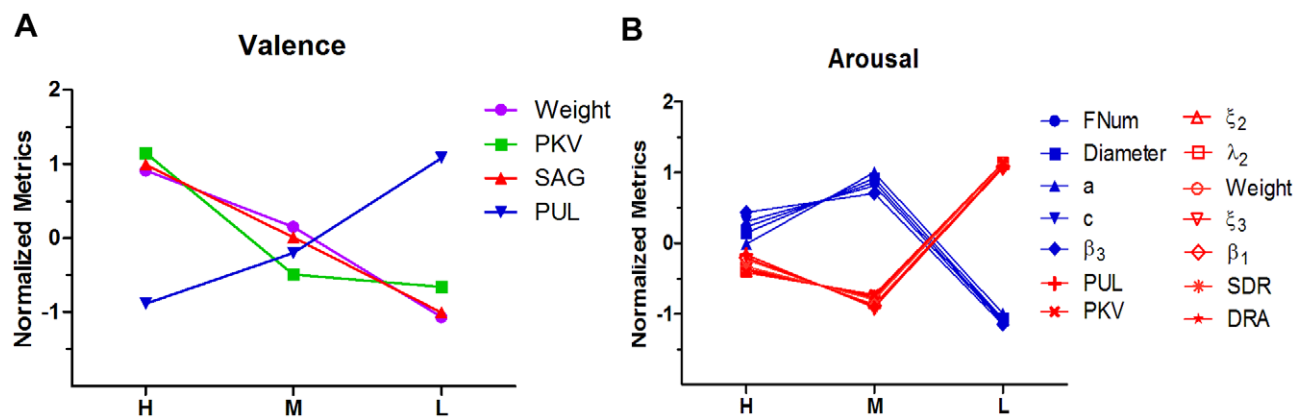 A
Valence
Normalized Metrics
2
1
0
-1
H M L
Weight
PKV
SAG
PUL
B
Arousal
Normalized Metrics
2
1
0
-1
H M L
FNum
Diameter
a
c
β3
PUL
PKV
ξ2
λ2
Weight
ξ3
β1
SDR
DRA